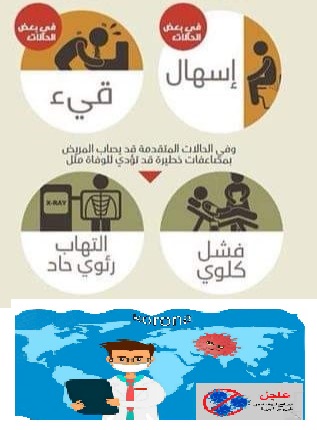 في بعض
الحالات
في بعض
الحالات
إسهال
قيء
وفي الحالات المتقدمة قد يصاب المريض
بمضاعفات خطيرة قد تؤدي للوفاة مثل
X-RAY
فشل
كلوي
التهاب
رئوي حاد
Corona
عاجل